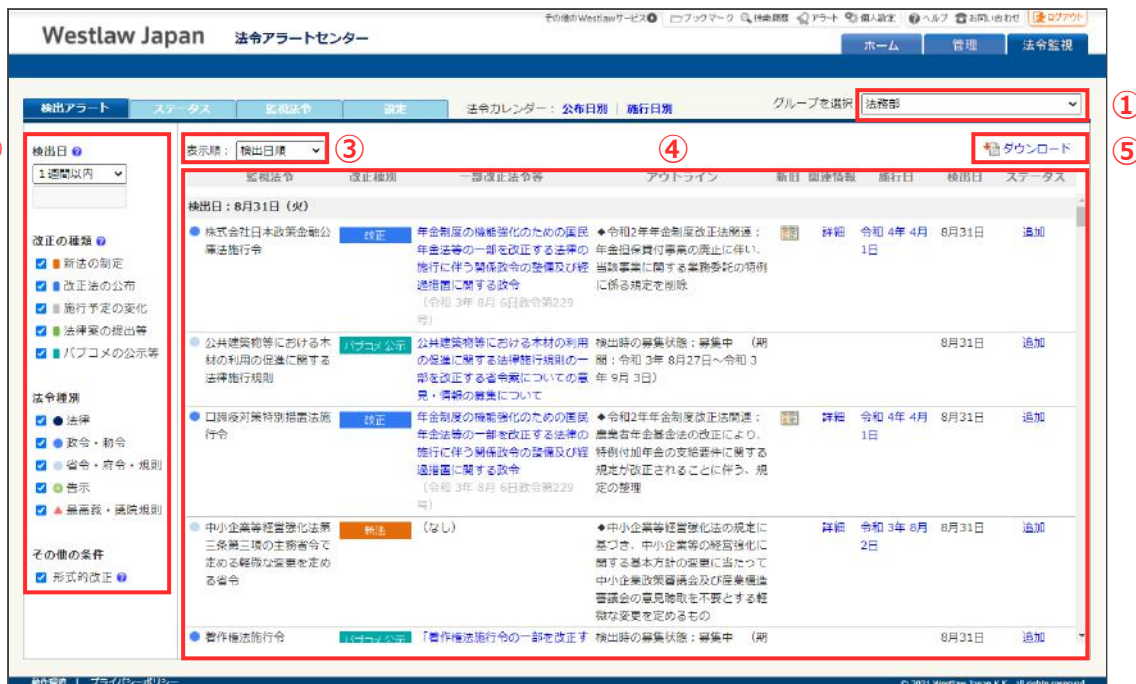 その他のWestlawサービス ブックマーク 検索履歴 アラート 個人設定 ヘルプ お問い合わせ ログアウト
Westlaw Japan 法令アラートセンター
ホーム 管理 法令監視
検出アラート ステータス 監視法令 設定 法令カレンダー： 公布日別 | 施行日別 グループを選択 法務部 ①
検出日
1週間以内
改正の種類
新法の制定
改正法の公布
施行予定の変化
法律案の提出等
パブコメの公示等
法令種別
法律
政令・勅令
省令・府令・規則
告示
最高裁・議院規則
その他の条件
形式的改正
表示順： 検出日順 ③ ④ ダウンロード ⑤
監視法令 改正種別 一部改正法令等 アウトライン 新旧 関連情報 施行日 検出日 ステータス
検出日：8月31日（火）
株式会社日本政策金融公 改正 年金制度の機能強化のための国民 ◆令和2年年金制度改正法関連： 詳細 令和 4年 4月 8月31日 追加
庫法施行令 年金法等の一部を改正する法律の 年金担保貸付事業の廃止に伴い、 1日
施行に伴う関係政令の整備及び経 当該事業に関する業務委託の特例
過措置に関する政令 に係る規定を削除
（令和 3年 8月 6日政令第229
号）
公共建築物等における木 パブコメ公示 公共建築物等における木材の利用 検出時の募集状態：募集中 （期 8月31日 追加
材の利用の促進に関する の促進に関する法律施行規則の一 間：令和 3年 8月27日～令和 3
法律施行規則 部を改正する省令案についての意 年 9月 3日）
見・情報の募集について
口蹄疫対策特別措置法施 改正 年金制度の機能強化のための国民 ◆令和2年年金制度改正法関連： 詳細 令和 4年 4月 8月31日 追加
行令 年金法等の一部を改正する法律の 農業者年金基金法の改正により、 1日
施行に伴う関係政令の整備及び経 特例付加年金の支給要件に関する
過措置に関する政令 規定が改正されることに伴う、規
（令和 3年 8月 6日政令第229 定の整理
号）
中小企業等経営強化法第 新法 （なし） ◆中小企業等経営強化法の規定に 詳細 令和 3年 8月 8月31日 追加
三条第三項の主務省令で 基づき、中小企業等の経営強化に 2日
定める軽微な変更を定め 関する基本方針の変更に当たって
る省令 中小企業政策審議会及び産業構造
審議会の意見聴取を不要とする軽
微な変更を定めるもの
著作権法施行令 パブコメ公示 「著作権法施行令の一部を改正す 検出時の募集状態：募集中 （期 8月31日 追加
動作環境 | プライバシーポリシー © 2021 Westlaw Japan K.K. all rights reserved